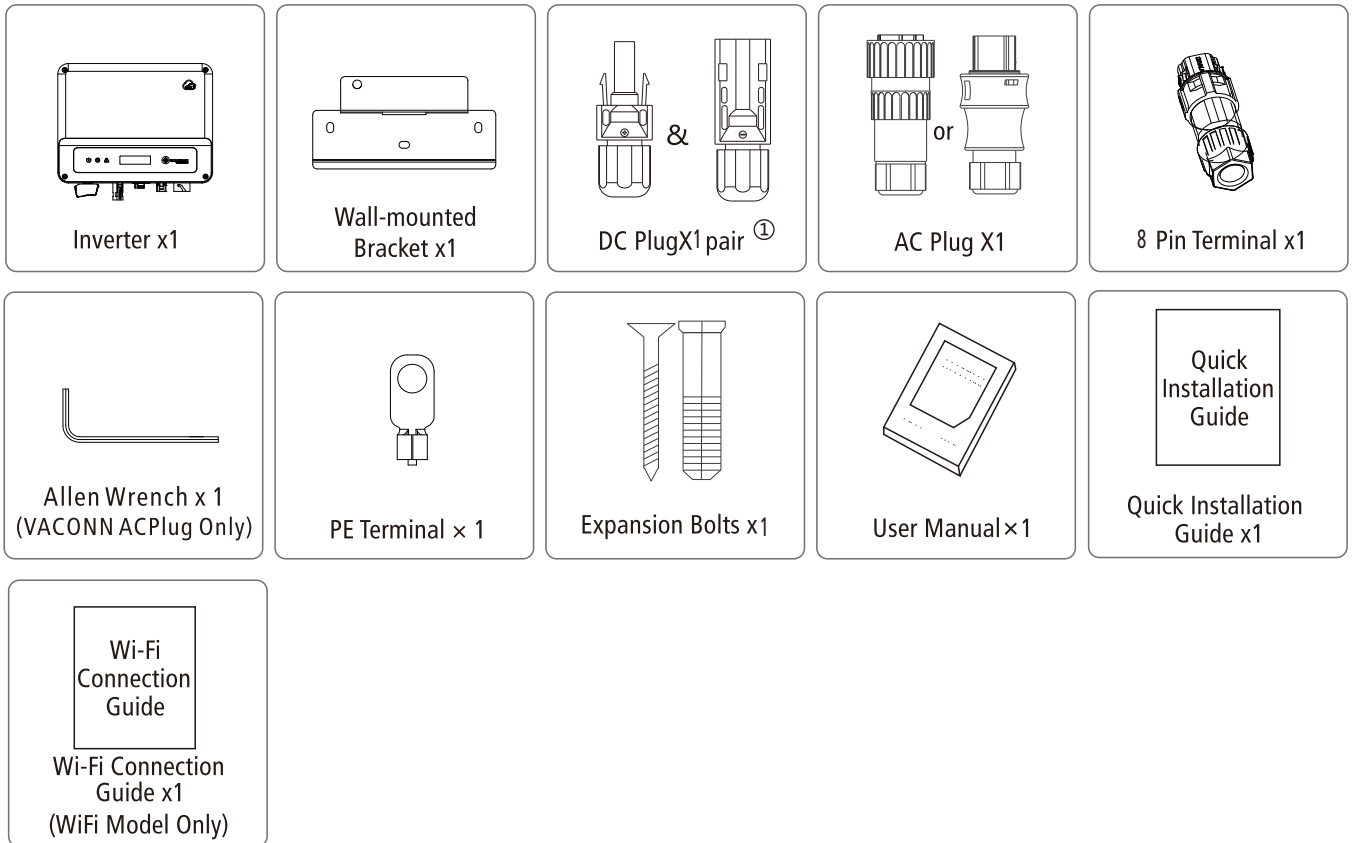 &
or
Inverter x1
Wall-mounted
Bracket x1
DC PlugX1 pair ①
AC Plug X1
8 Pin Terminal x1
Allen Wrench x 1
(VACONN ACPlug Only)
PE Terminal × 1
Expansion Bolts x1
User Manual×1
Quick
Installation
Guide
Quick Installation
Guide x1
Wi-Fi
Connection
Guide
Wi-Fi Connection
Guide x1
(WiFi Model Only)